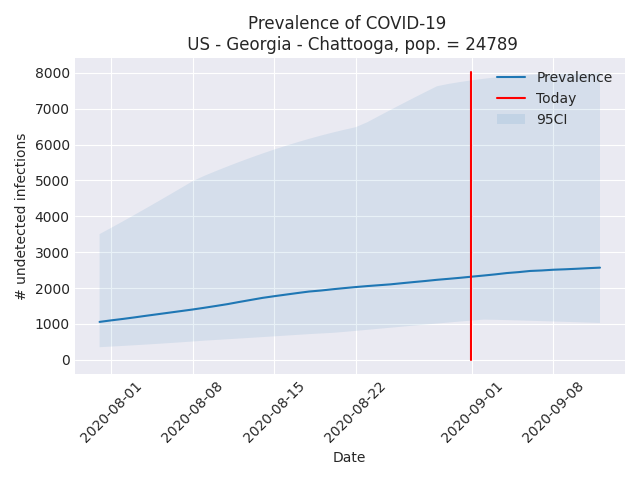 Prevalence of COVID-19
US - Georgia - Chattooga, pop. = 24789
# undetected infections
8000
7000
6000
5000
4000
3000
2000
1000
0
Prevalence
Today
95CI
2020-08-01
2020-08-08
2020-08-15
2020-08-22
2020-09-01
2020-09-08
Date